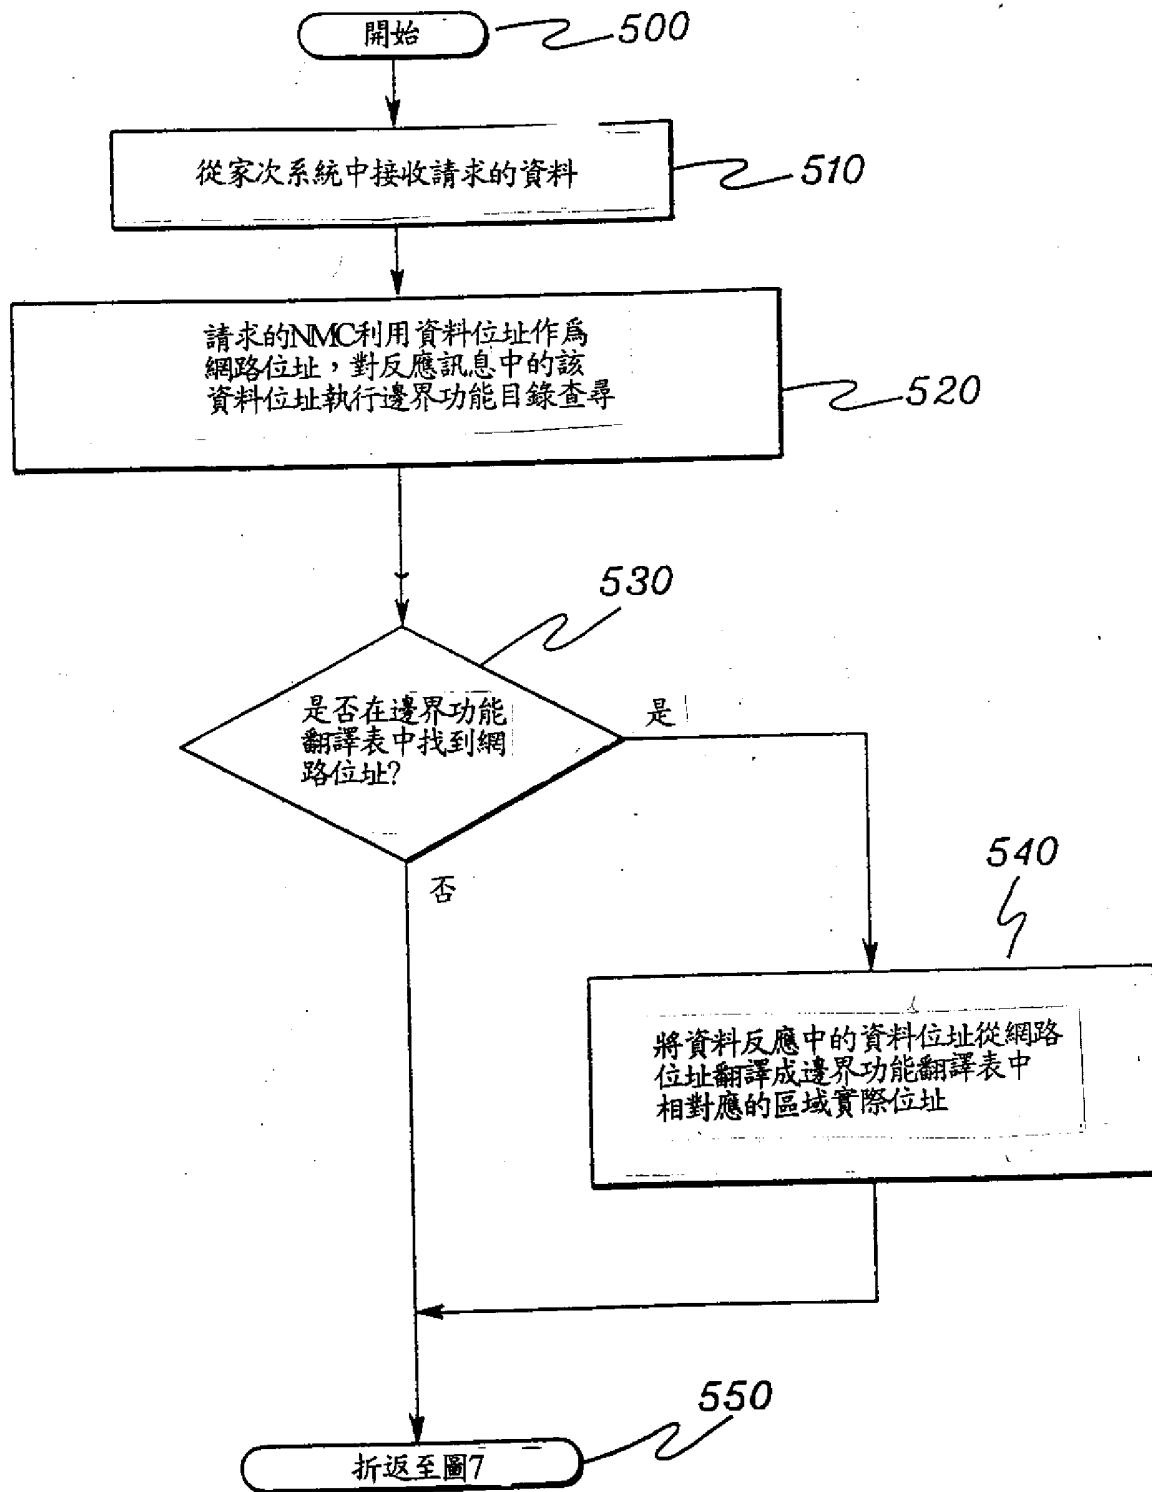 開始
500
從家次系統中接收請求的資料
510
請求的NMC利用資料位址作爲
網路位址，對反應訊息中的該
資料位址執行邊界功能目錄查尋
520
530
是否在邊界功能
翻譯表中找到網
路位址?
是
否
540
將資料反應中的資料位址從網路
位址翻譯成邊界功能翻譯表中
相對應的區域實際位址
550
折返至圖7